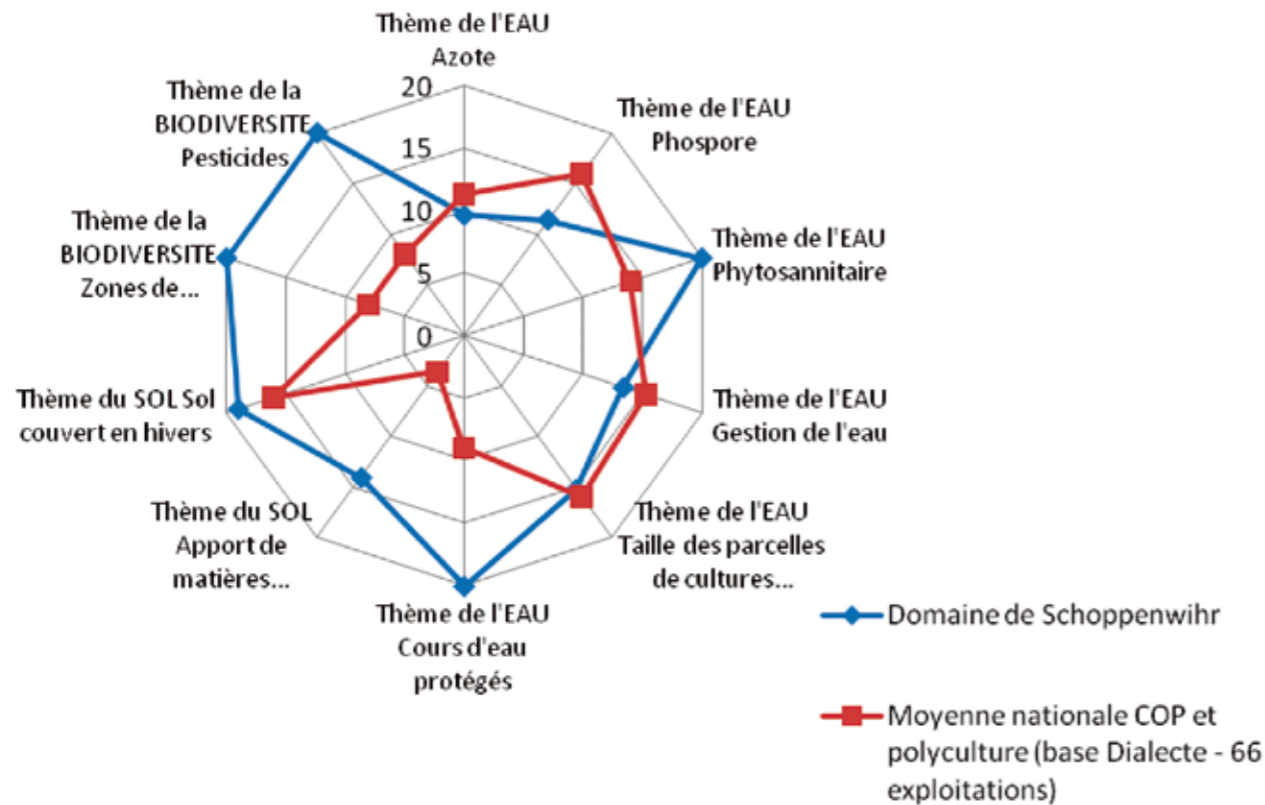 Thème de l'EAU
Azote
Thème de l'EAU
Phospore
Thème de l'EAU
Phytosannitaire
Thème de l'EAU
Gestion de l'eau
Thème de l'EAU
Taille des parcelles
de cultures...
Thème de l'EAU
Cours d'eau
protégés
Thème du SOL
Apport de
matières...
Thème du SOL Sol
couvert en hivers
Thème de la
BIODIVERSITE
Zones de...
Thème de la
BIODIVERSITE
Pesticides
20
15
10
5
0
Domaine de Schoppenwihr
Moyenne nationale COP et
polyculture (base Dialecte - 66
exploitations)